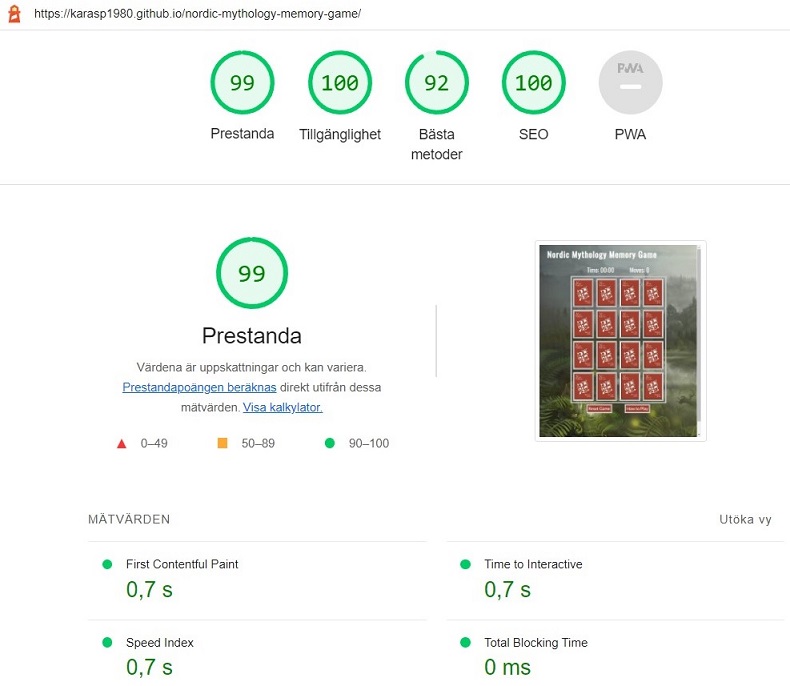 https://karasp1980.github.io/nordic-mythology-memory-game/
99
100
92
100
PWA
Prestanda
Tillgänglighet
Bästa
metoder
SEO
PWA
99
Prestanda
Värdena är uppskattningar och kan variera.
Prestandapoängen beräknas direkt utifrån dessa
mätvärden. Visa kalkylator.
0–49
50–89
90–100
Nordic Mythology Memory Game
Time: 00:00
Moves: 0
Reset Game
How to Play
MÄTVÄRDEN
Utöka vy
First Contentful Paint
0,7 s
Time to Interactive
0,7 s
Speed Index
0,7 s
Total Blocking Time
0 ms